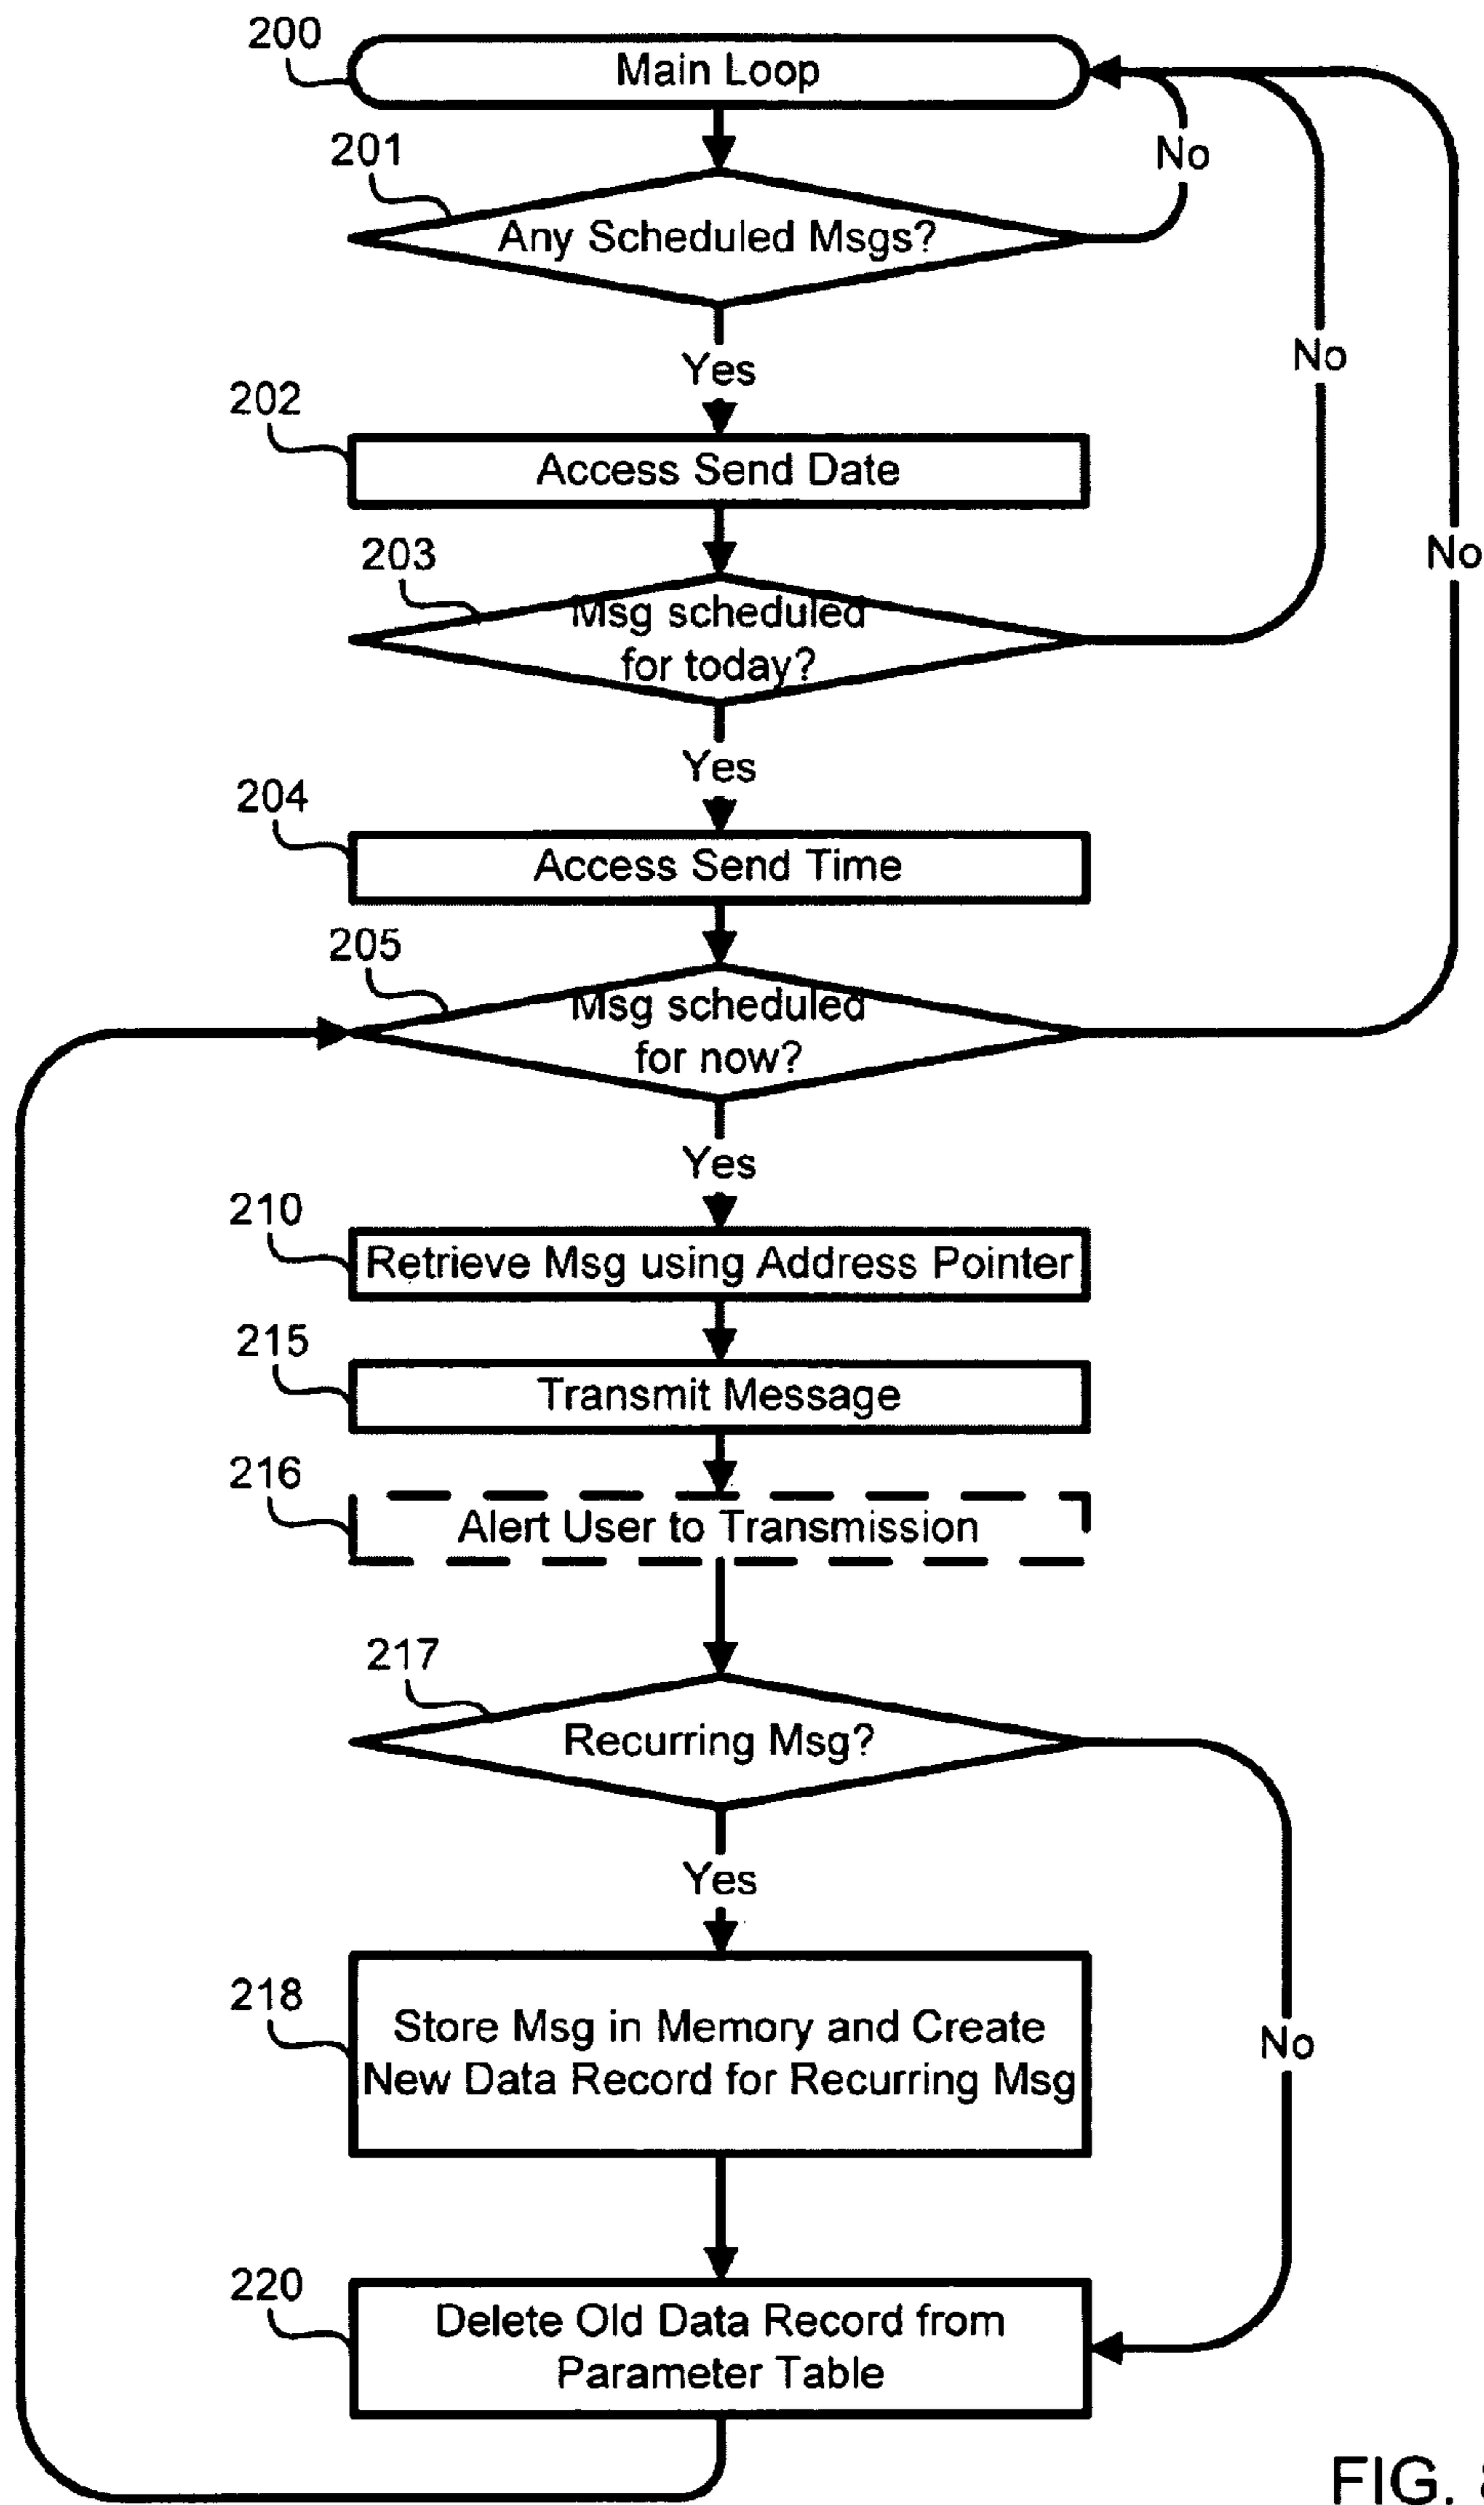 200
Main Loop
201
No
Any Scheduled Msgs?
Yes
No
202
Access Send Date
203
No
Msg scheduled
for today?
Yes
204
Access Send Time
205
Msg scheduled
for now?
Yes
210
Retrieve Msg using Address Pointer
215
Transmit Message
216
Alert User to Transmission
217
Recurring Msg?
Yes
218
Store Msg in Memory and Create
New Data Record for Recurring Msg
No
220
Delete Old Data Record from
Parameter Table
FIG.